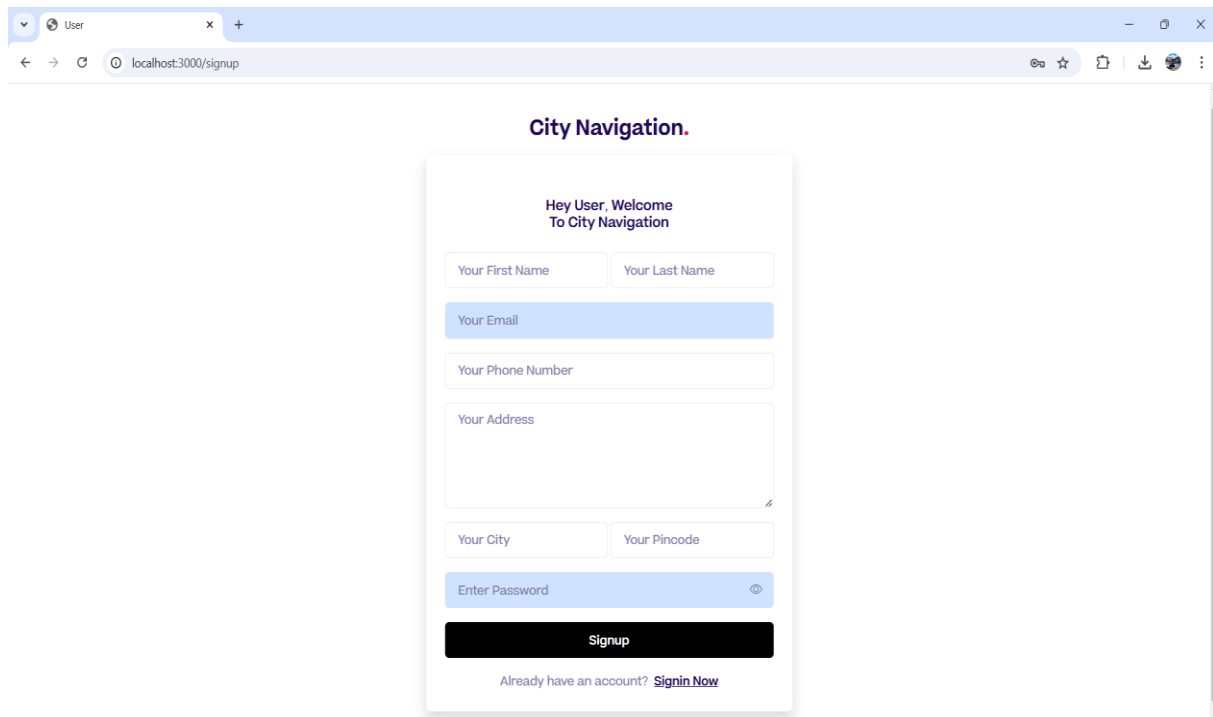 User
localhost:3000/signup
City Navigation.
Hey User, Welcome
To City Navigation
Your First Name
Your Last Name
Your Email
Your Phone Number
Your Address
Your City
Your Pincode
Enter Password
Signup
Already have an account? Signin Now